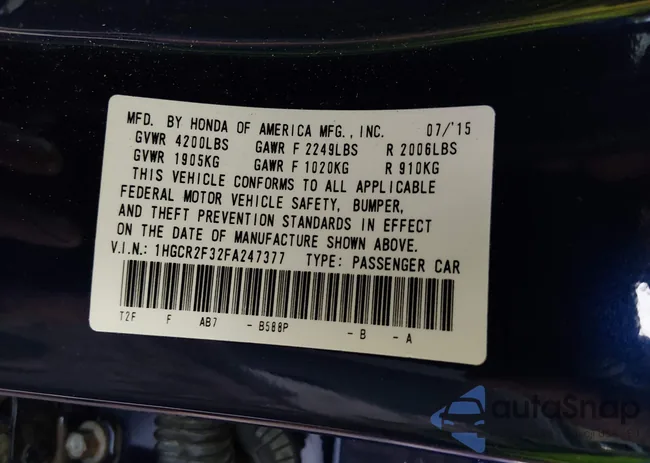 MFD. BY HONDA OF AMERICA MFG., INC. 07/'15
GVWR 4200LBS GAWR F 2249LBS R 2006LBS
GVWR 1905KG GAWR F 1020KG R 910KG
THIS VEHICLE CONFORMS TO ALL APPLICABLE
FEDERAL MOTOR VEHICLE SAFETY, BUMPER,
AND THEFT PREVENTION STANDARDS IN EFFECT
ON THE DATE OF MANUFACTURE SHOWN ABOVE.
V.I.N.: 1HGCR2F32FA247377 TYPE: PASSENGER CAR
T2F F AB7 -B588P -B -A
autoSnap